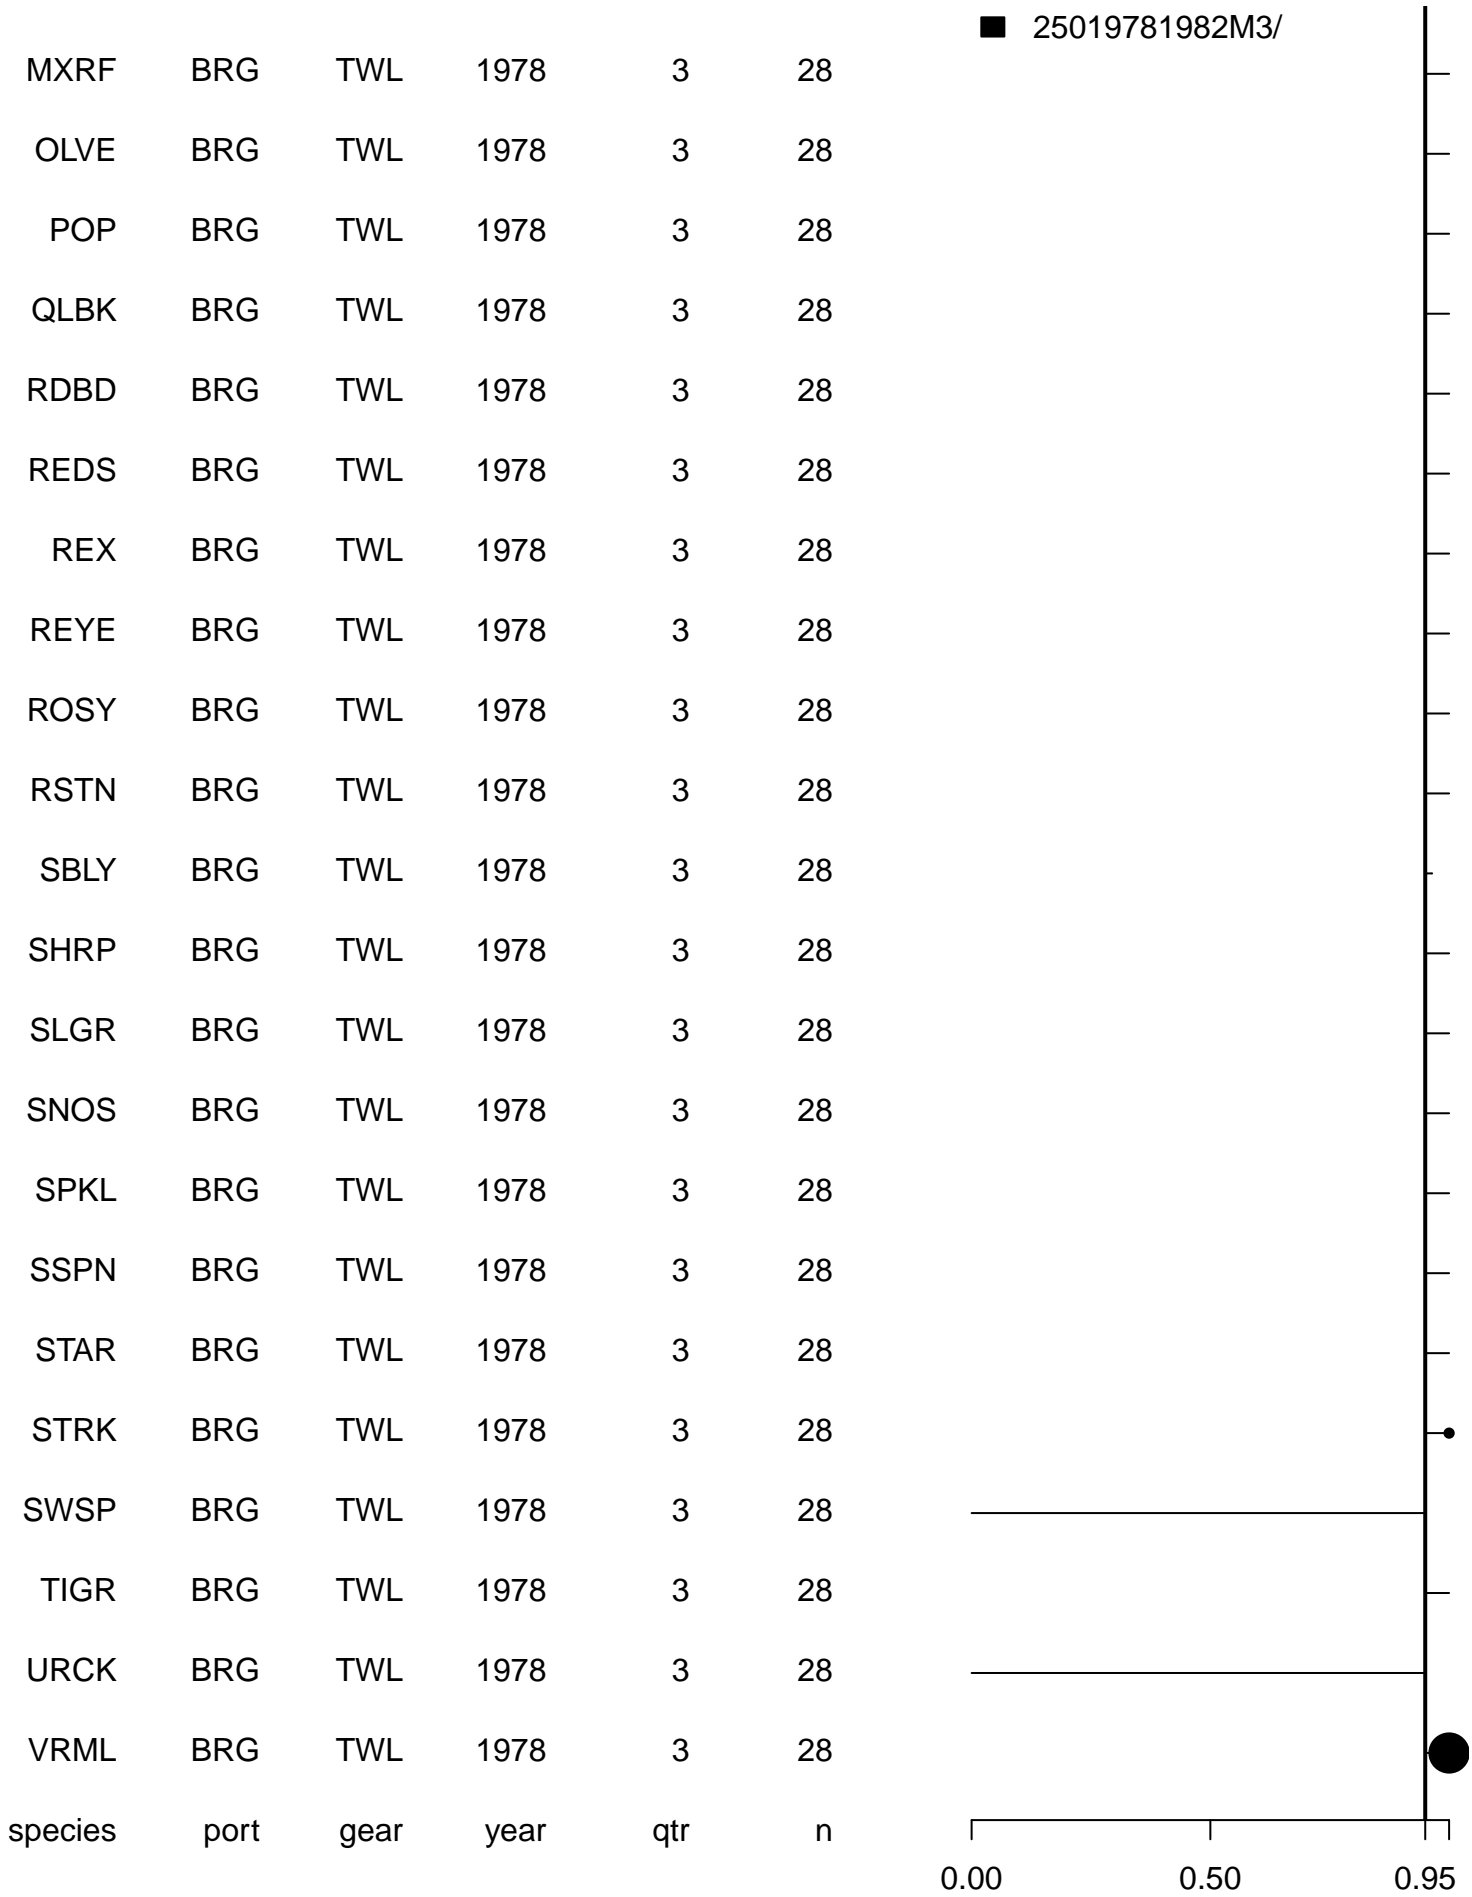 25019781982M3/
MXRF BRG TWL 1978 3 28
OLVE BRG TWL 1978 3 28
POP BRG TWL 1978 3 28
QLBK BRG TWL 1978 3 28
RDBD BRG TWL 1978 3 28
REDS BRG TWL 1978 3 28
REX BRG TWL 1978 3 28
REYE BRG TWL 1978 3 28
ROSY BRG TWL 1978 3 28
RSTN BRG TWL 1978 3 28
SBLY BRG TWL 1978 3 28
SHRP BRG TWL 1978 3 28
SLGR BRG TWL 1978 3 28
SNOS BRG TWL 1978 3 28
SPKL BRG TWL 1978 3 28
SSPN BRG TWL 1978 3 28
STAR BRG TWL 1978 3 28
STRK BRG TWL 1978 3 28
SWSP BRG TWL 1978 3 28
TIGR BRG TWL 1978 3 28
URCK BRG TWL 1978 3 28
VRML BRG TWL 1978 3 28
species port gear year qtr n
0.00 0.50 0.95